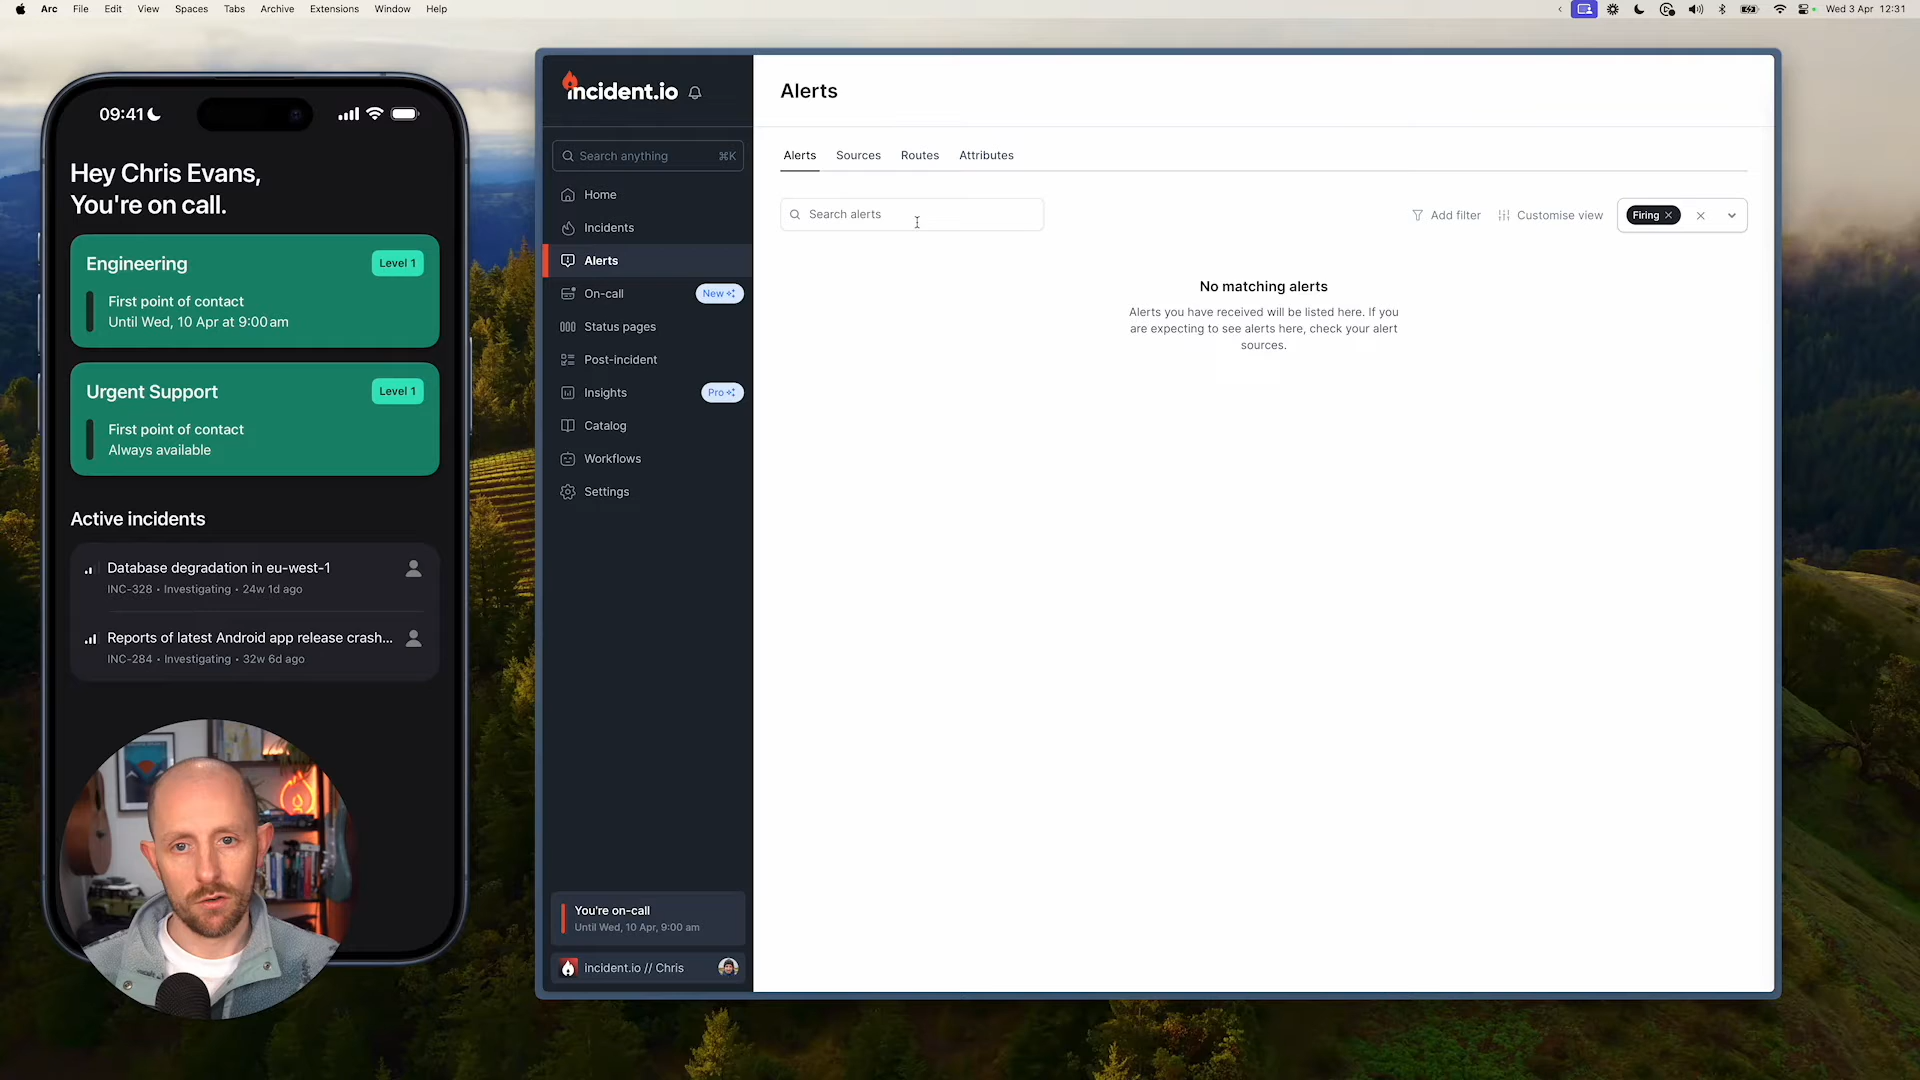 Arc File Edit View Spaces Tabs Archive Extensions Window Help
Wed 3 Apr 12:31
09:41
Hey Chris Evans,
You're on call.
Engineering
Level 1
First point of contact
Until Wed, 10 Apr at 9:00 am
Urgent Support
Level 1
First point of contact
Always available
Active incidents
Database degradation in eu-west-1
INC-328 • Investigating • 24w 1d ago
Reports of latest Android app release crash...
INC-284 • Investigating • 32w 6d ago
incident.io
Search anything ⌘K
Home
Incidents
Alerts
On-call New
Status pages
Post-incident
Insights Pro
Catalog
Workflows
Settings
You're on-call
Until Wed, 10 Apr, 9:00 am
incident.io // Chris
Alerts
Alerts Sources Routes Attributes
Search alerts
Add filter Customise view Firing
No matching alerts
Alerts you have received will be listed here. If you
are expecting to see alerts here, check your alert
sources.